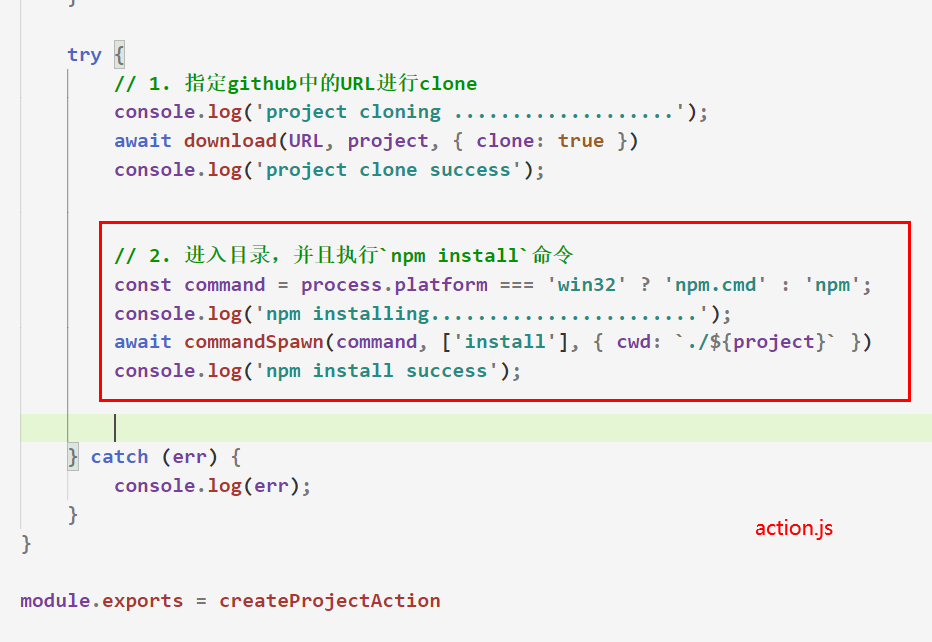 }
try {
// 1. 指定github中的URL进行clone
console.log('project cloning ...................');
await download(URL, project, { clone: true })
console.log('project clone success');
// 2. 进入目录，并且执行`npm install`命令
const command = process.platform === 'win32' ? 'npm.cmd' : 'npm';
console.log('npm installing.......................');
await commandSpawn(command, ['install'], { cwd: `./${project}` })
console.log('npm install success');
} catch (err) {
console.log(err);
}
action.js
}
module.exports = createProjectAction